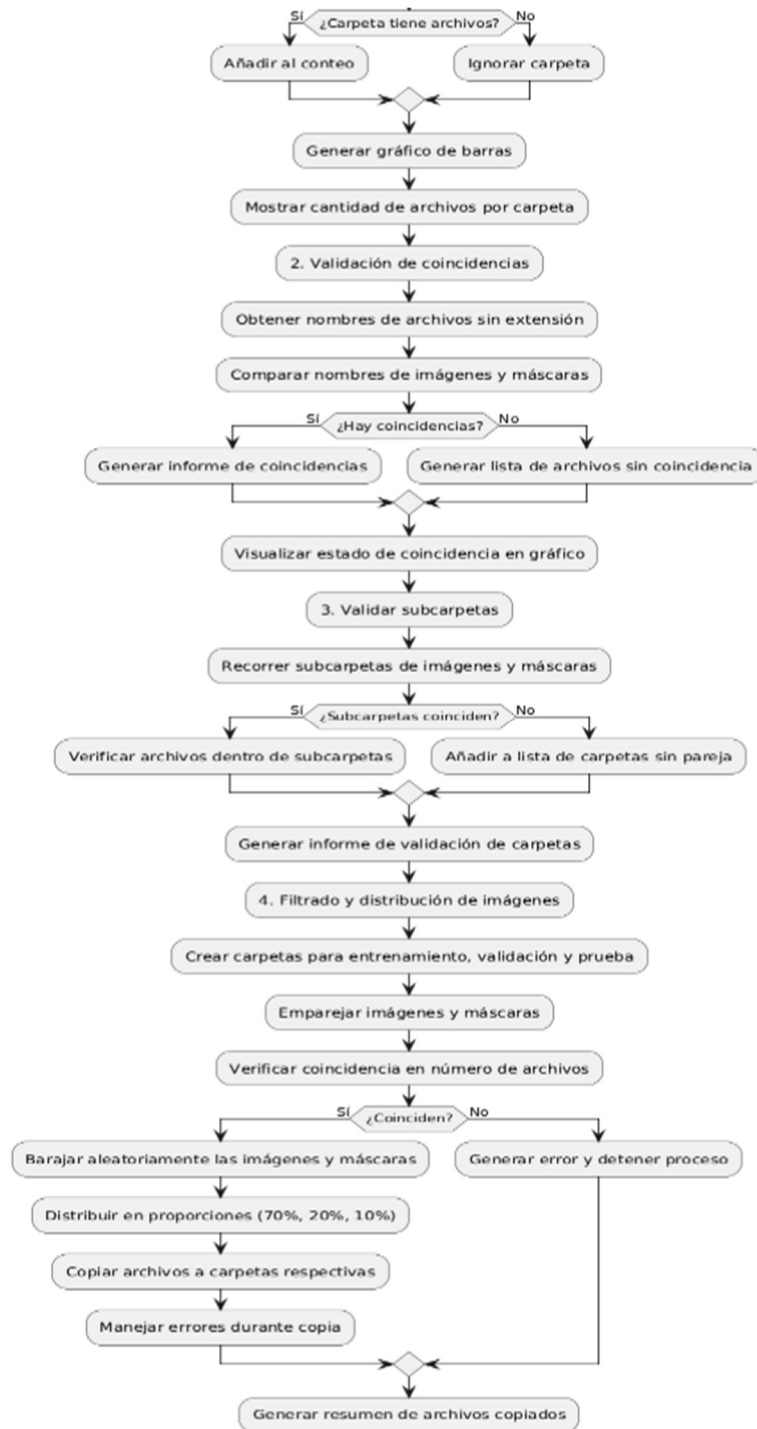 Sí
¿Carpeta tiene archivos?
No
Añadir al conteo
Ignorar carpeta
Generar gráfico de barras
Mostrar cantidad de archivos por carpeta
2. Validación de coincidencias
Obtener nombres de archivos sin extensión
Comparar nombres de imágenes y máscaras
Sí
¿Hay coincidencias?
No
Generar informe de coincidencias
Generar lista de archivos sin coincidencia
Visualizar estado de coincidencia en gráfico
3. Validar subcarpetas
Recorrer subcarpetas de imágenes y máscaras
Sí
¿Subcarpetas coinciden?
No
Verificar archivos dentro de subcarpetas
Añadir a lista de carpetas sin pareja
Generar informe de validación de carpetas
4. Filtrado y distribución de imágenes
Crear carpetas para entrenamiento, validación y prueba
Emparejar imágenes y máscaras
Verificar coincidencia en número de archivos
Sí
¿Coinciden?
No
Barajar aleatoriamente las imágenes y máscaras
Generar error y detener proceso
Distribuir en proporciones (70%, 20%, 10%)
Copiar archivos a carpetas respectivas
Manejar errores durante copia
Generar resumen de archivos copiados